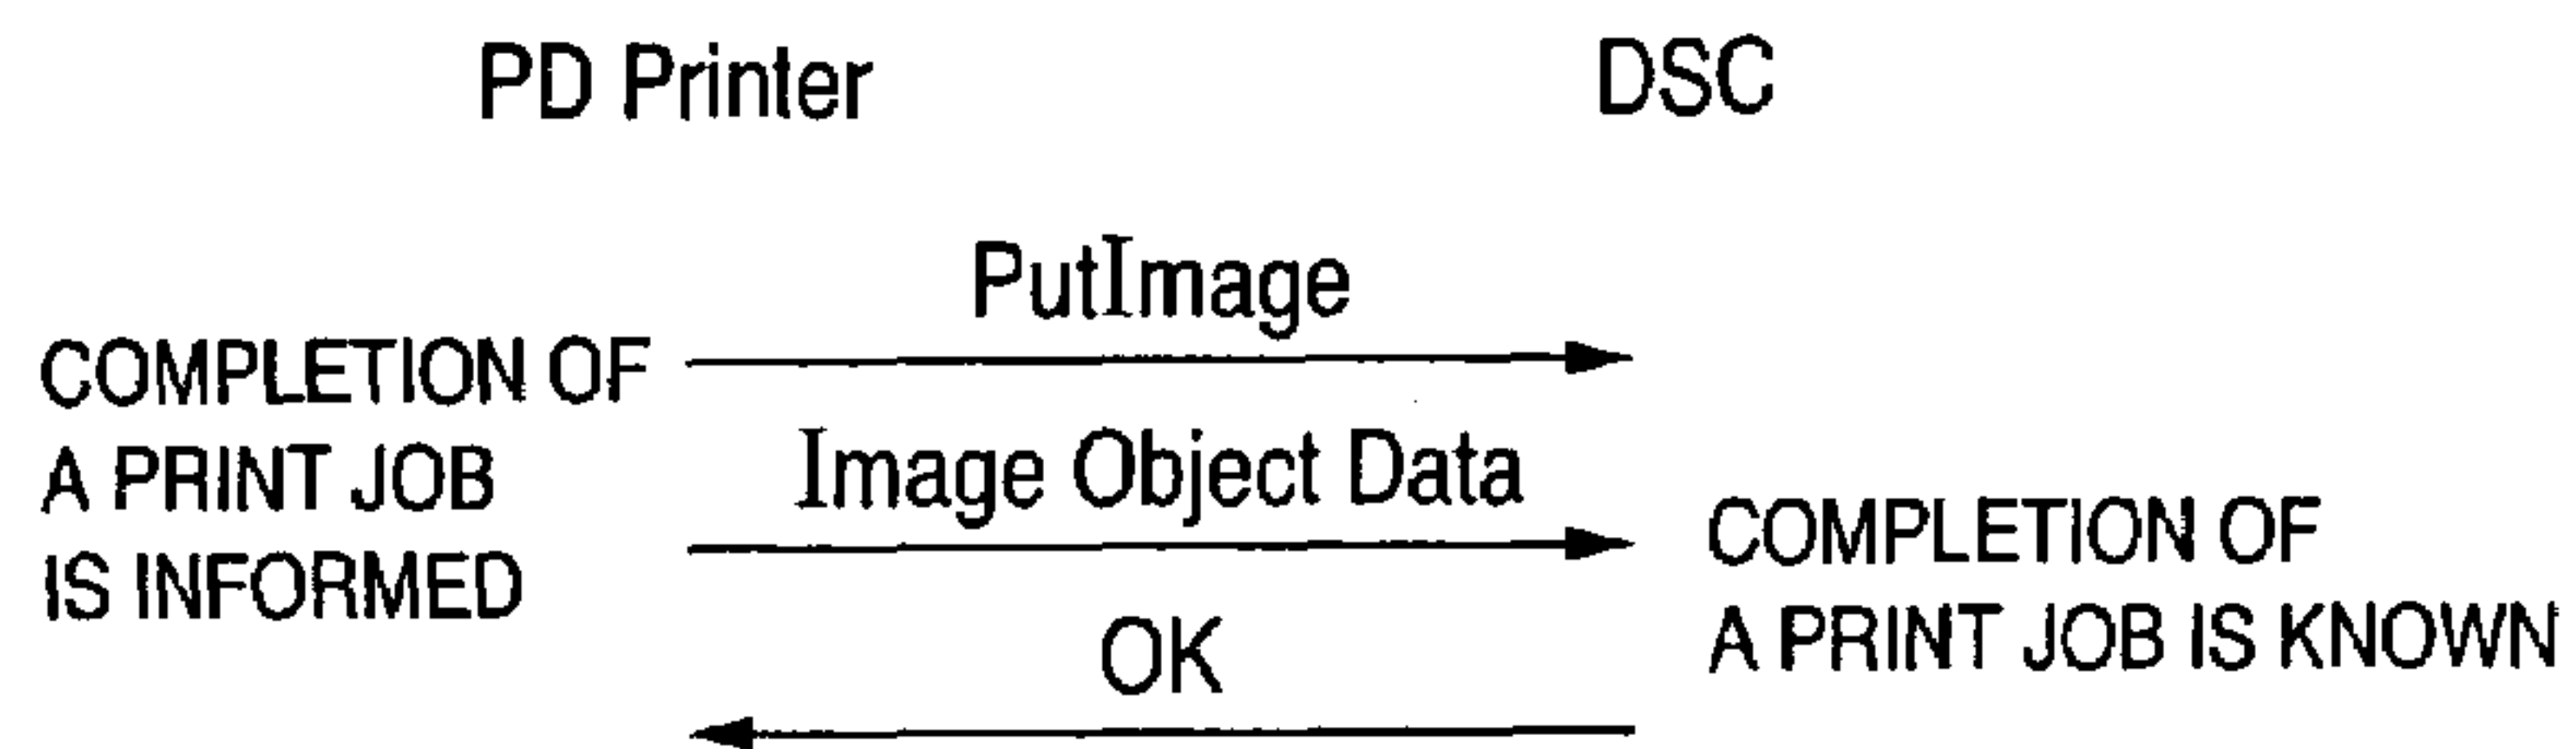 PD Printer
DSC
PutImage
COMPLETION OF
A PRINT JOB
IS INFORMED
Image Object Data
COMPLETION OF
A PRINT JOB IS KNOWN
OK